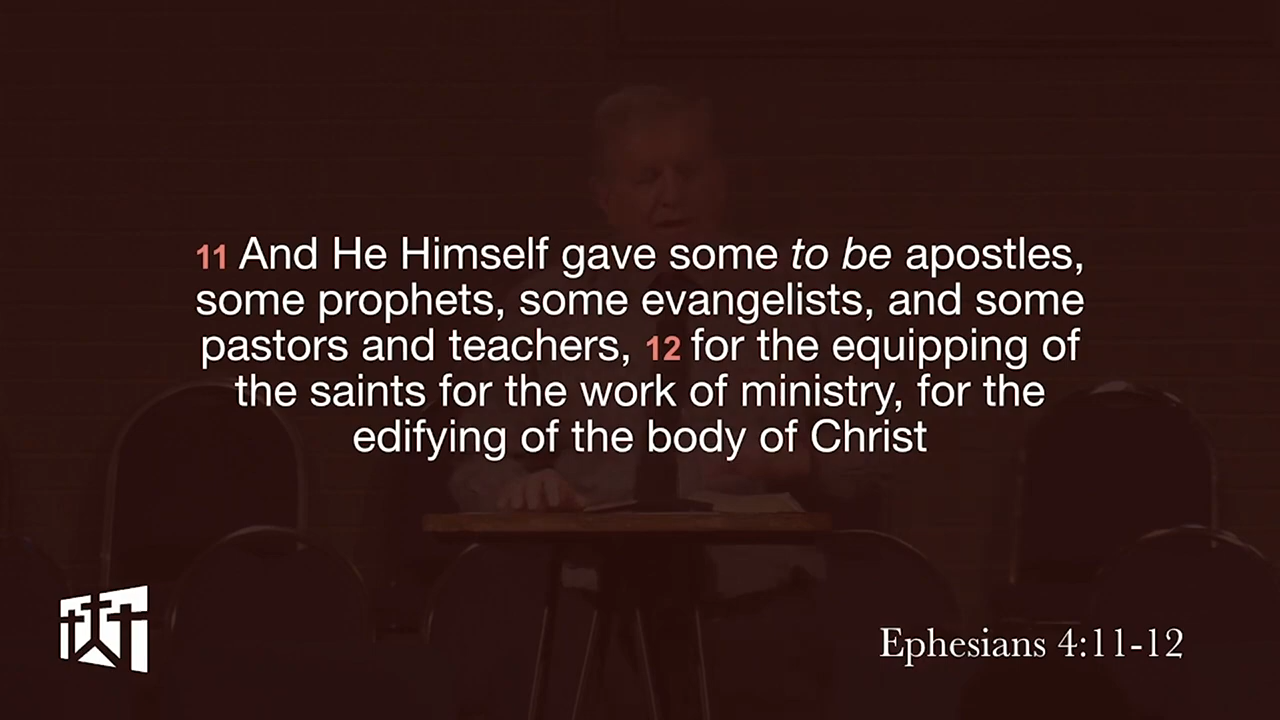 11 And He Himself gave some to be apostles,
some prophets, some evangelists, and some
pastors and teachers, 12 for the equipping of
the saints for the work of ministry, for the
edifying of the body of Christ
Ephesians 4:11-12